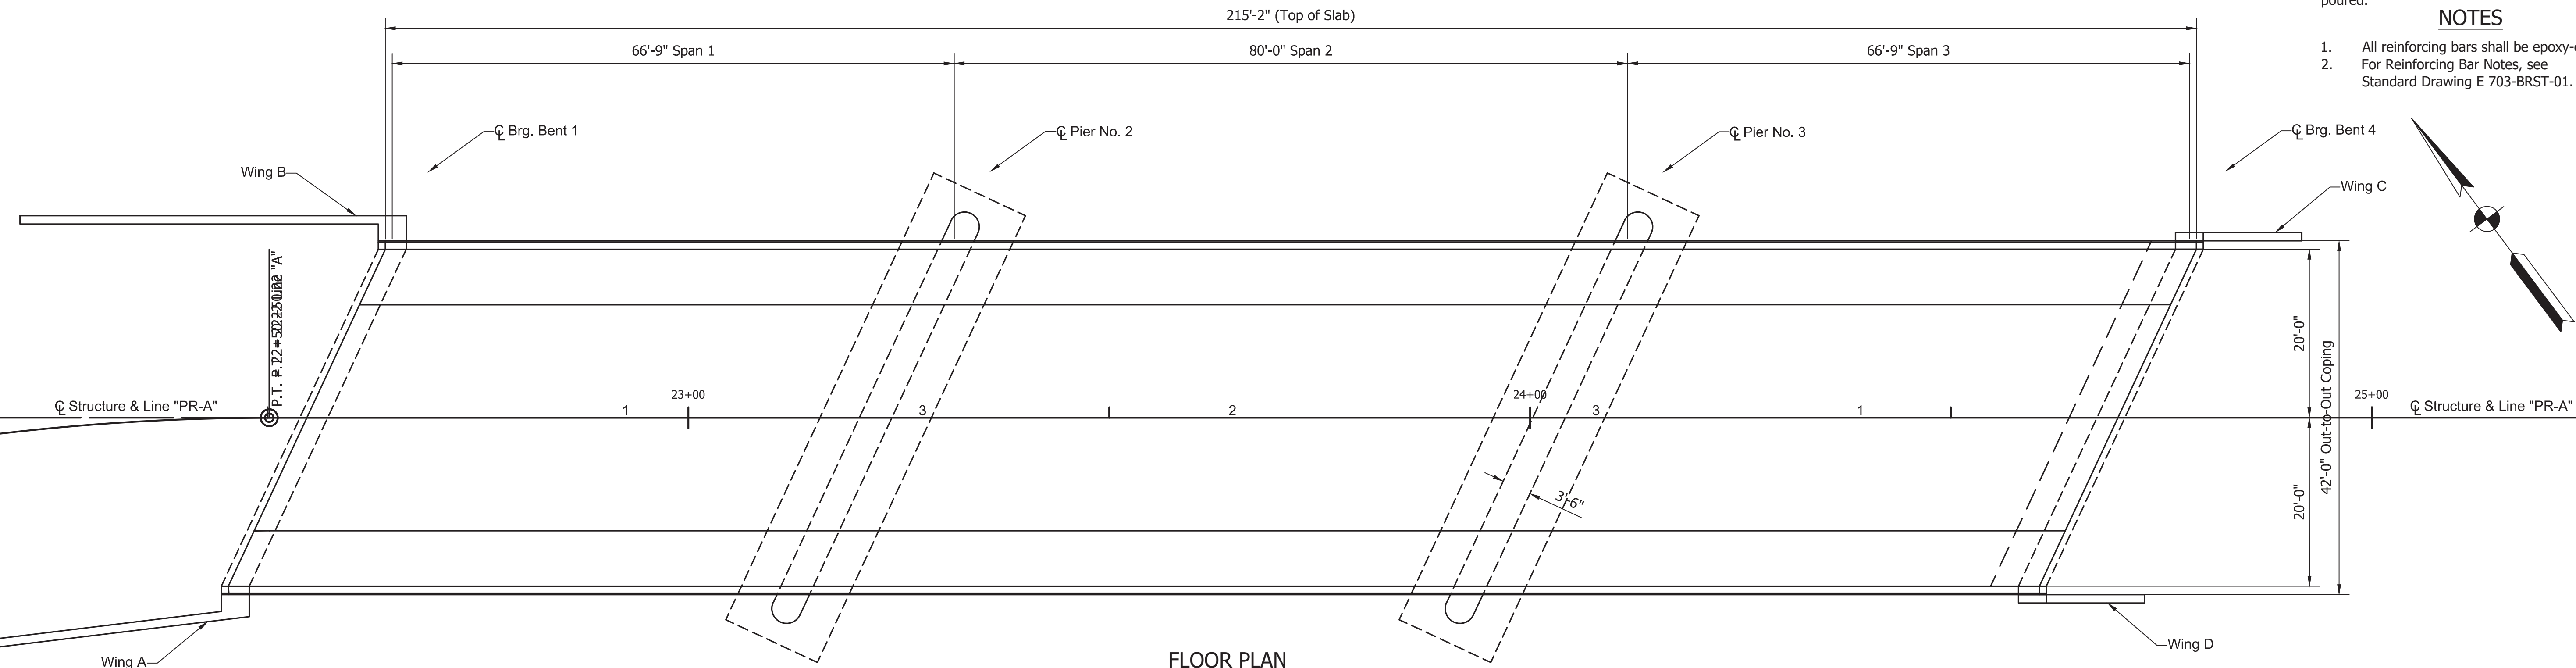 poured.
NOTES
1. All reinforcing bars shall be epoxy-
2. For Reinforcing Bar Notes, see
Standard Drawing E 703-BRST-01.
215'-2" (Top of Slab)
66'-9" Span 1
80'-0" Span 2
66'-9" Span 3
℄ Brg. Bent 1
℄ Pier No. 2
℄ Pier No. 3
℄ Brg. Bent 4
Wing B
Wing C
P.T.
"A"
℄ Structure & Line "PR-A"
1
23+00
3
2
24+00
3
1
25+00
℄ Structure & Line "PR-A"
20'-0"
42'-0" Out-to-Out Coping
20'-0"
3'-6"
Wing A
Wing D
FLOOR PLAN